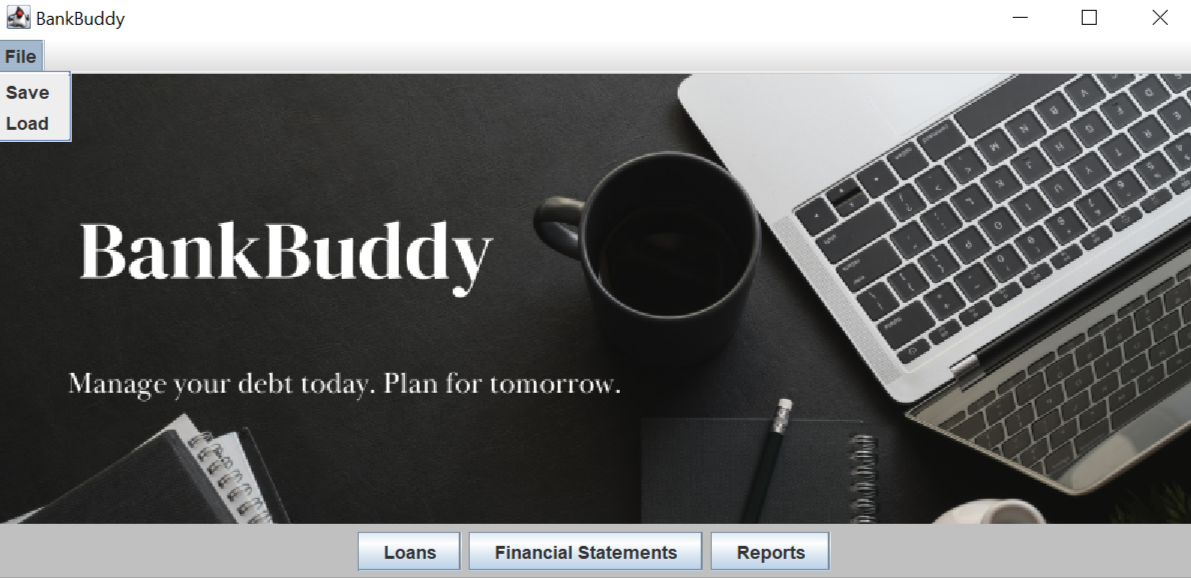 BankBuddy
File
Save
Load
BankBuddy
Manage your debt today. Plan for tomorrow.
Loans
Financial Statements
Reports